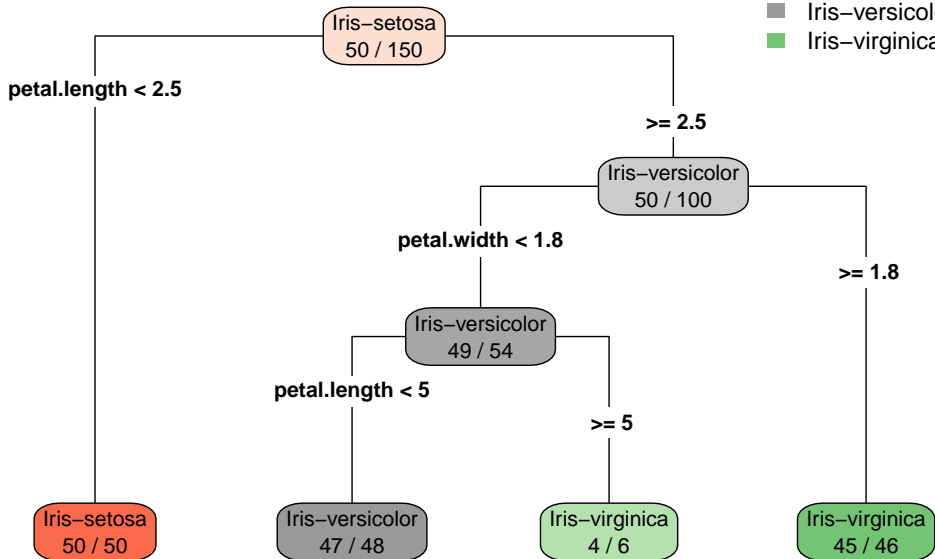 Iris−setosa
50 / 150
Iris−versicolo
Iris−virginica
petal.length < 2.5
>= 2.5
Iris−versicolor
50 / 100
petal.width < 1.8
>= 1.8
Iris−versicolor
49 / 54
petal.length < 5
>= 5
Iris−setosa
50 / 50
Iris−versicolor
47 / 48
Iris−virginica
4 / 6
Iris−virginica
45 / 46